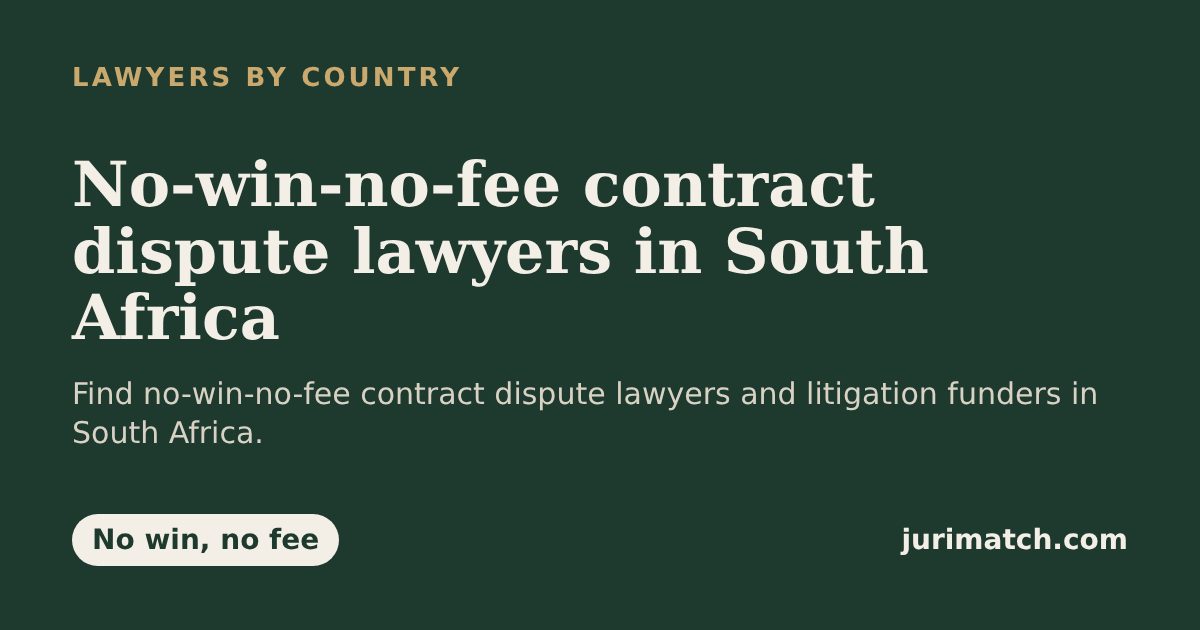 LAWYERS BY COUNTRY
No-win-no-fee contract
dispute lawyers in South
Africa
Find no-win-no-fee contract dispute lawyers and litigation funders in
South Africa.
No win, no fee
jurimatch.com